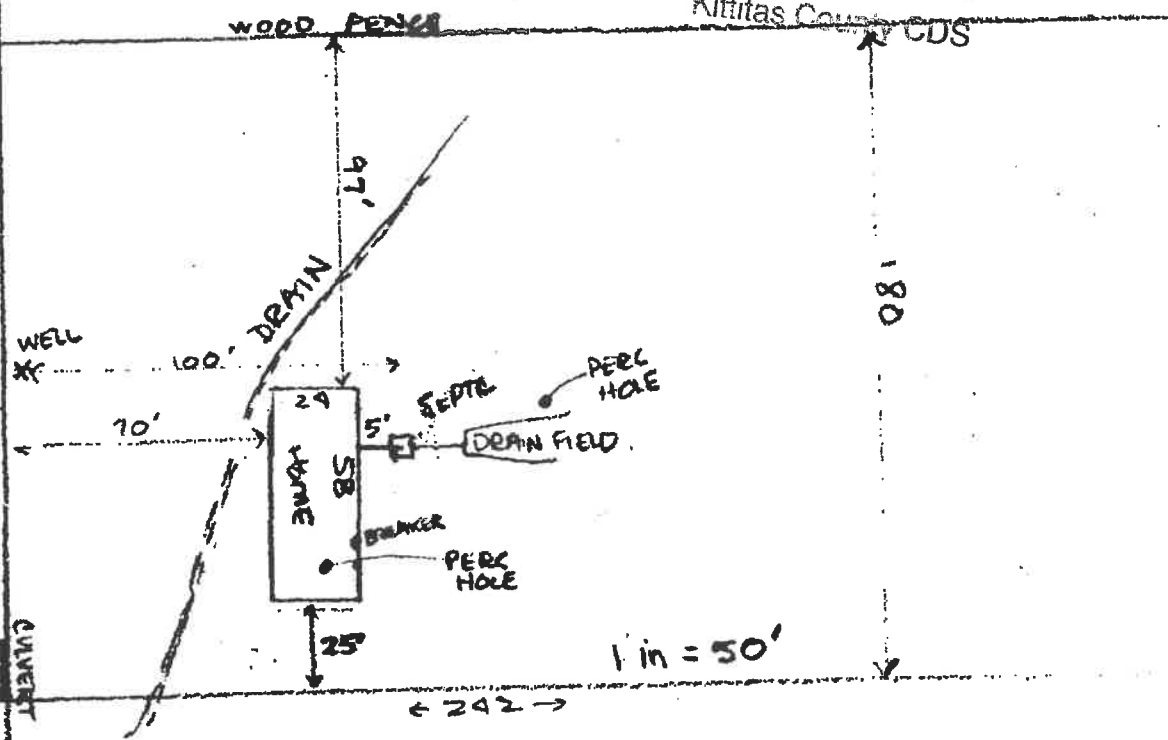 WOOD FENCE
Kittitas County CDS
97'
DRAIN
WELL
100'
24
5'
SEPTIC
PERC
HOLE
DRAIN FIELD.
70'
HOME
58
180'
BREAKER
PERC
HOLE
25'
1 in = 50'
CULVERT
← 242 →